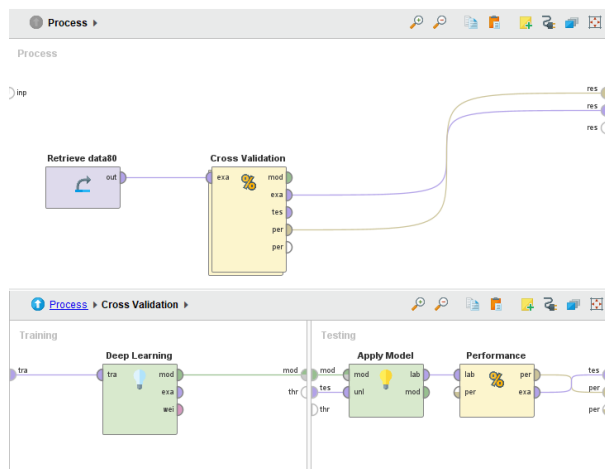 Process
Process
inp
res
res
res
Retrieve data80
out
Cross Validation
exa
mod
exa
tes
per
per
Process Cross Validation
Training
Testing
tra
Deep Learning
tra
mod
exa
wei
mod
thr
mod
tes
thr
Apply Model
mod
unl
lab
mod
Performance
lab
per
per
exa
tes
per
per